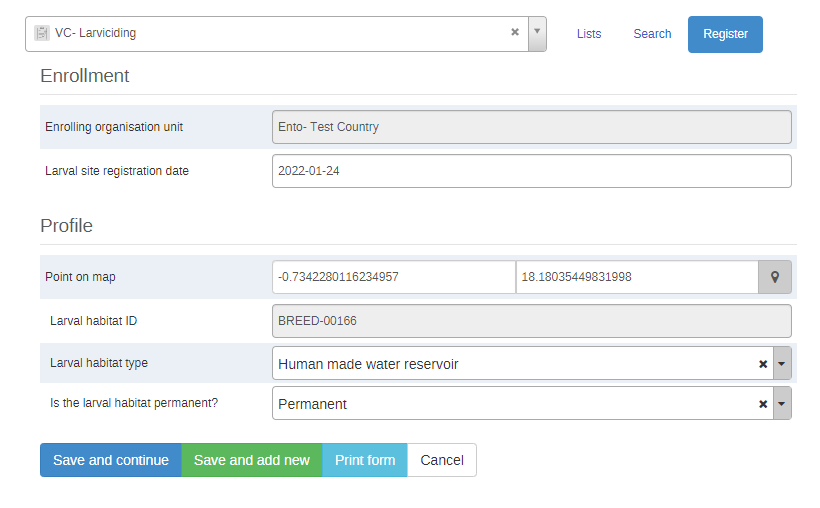 VC- Larviciding
Lists
Search
Register
Enrollment
Enrolling organisation unit
Ento- Test Country
Larval site registration date
2022-01-24
Profile
Point on map
-0.7342280116234957
18.18035449831998
Larval habitat ID
BREED-00166
Larval habitat type
Human made water reservoir
Is the larval habitat permanent?
Permanent
Save and continue
Save and add new
Print form
Cancel